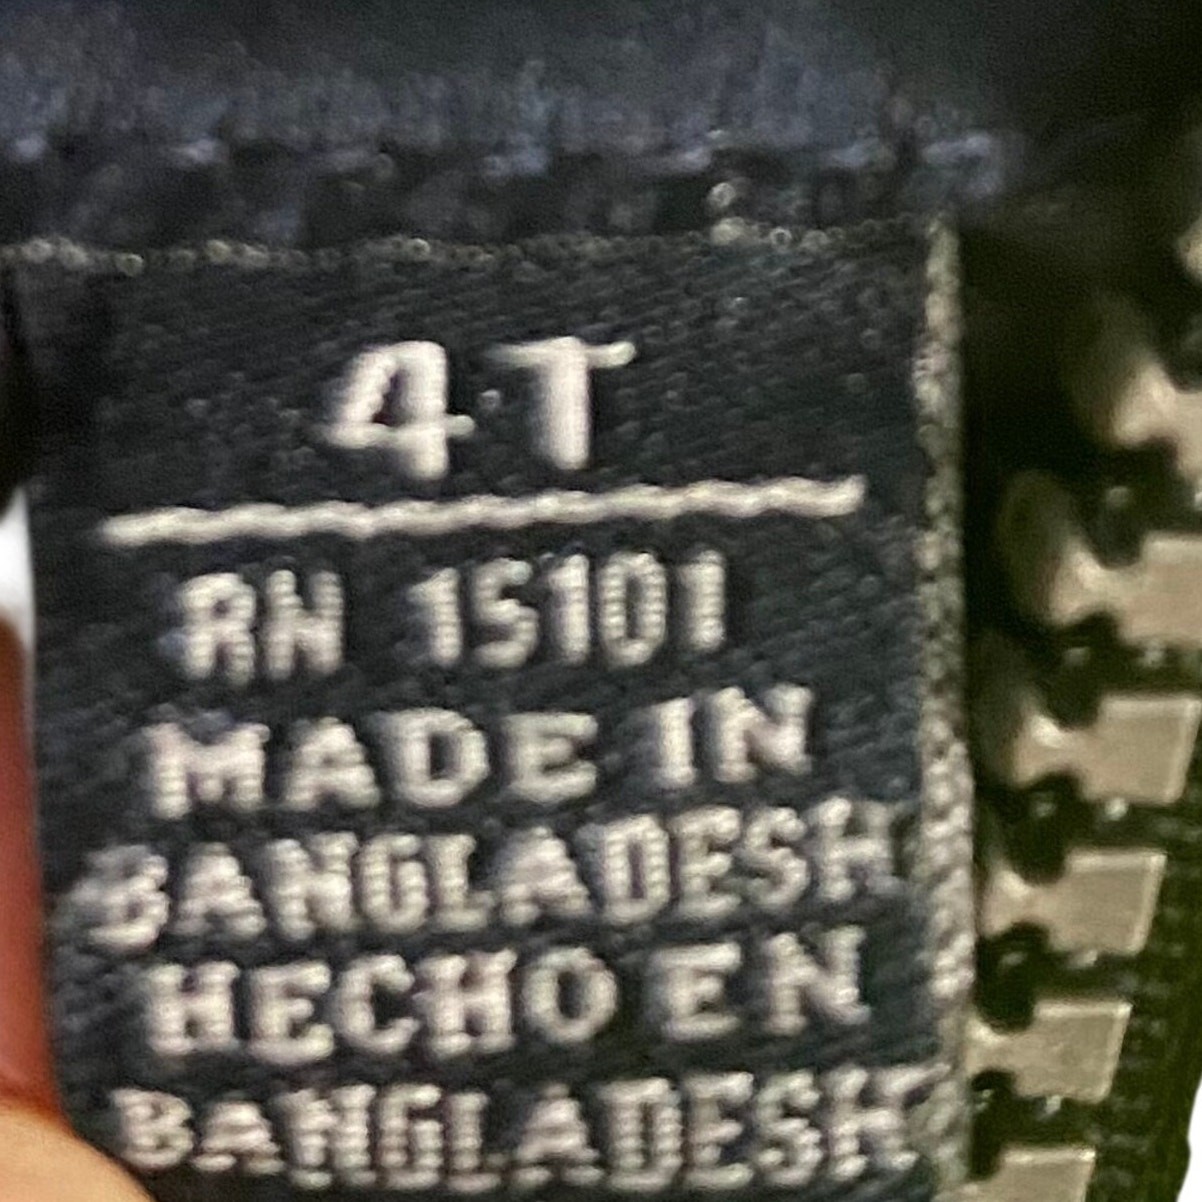 4T
RN 15101
MADE IN
BANGLADESH
HECHO EN
BANGLADESH